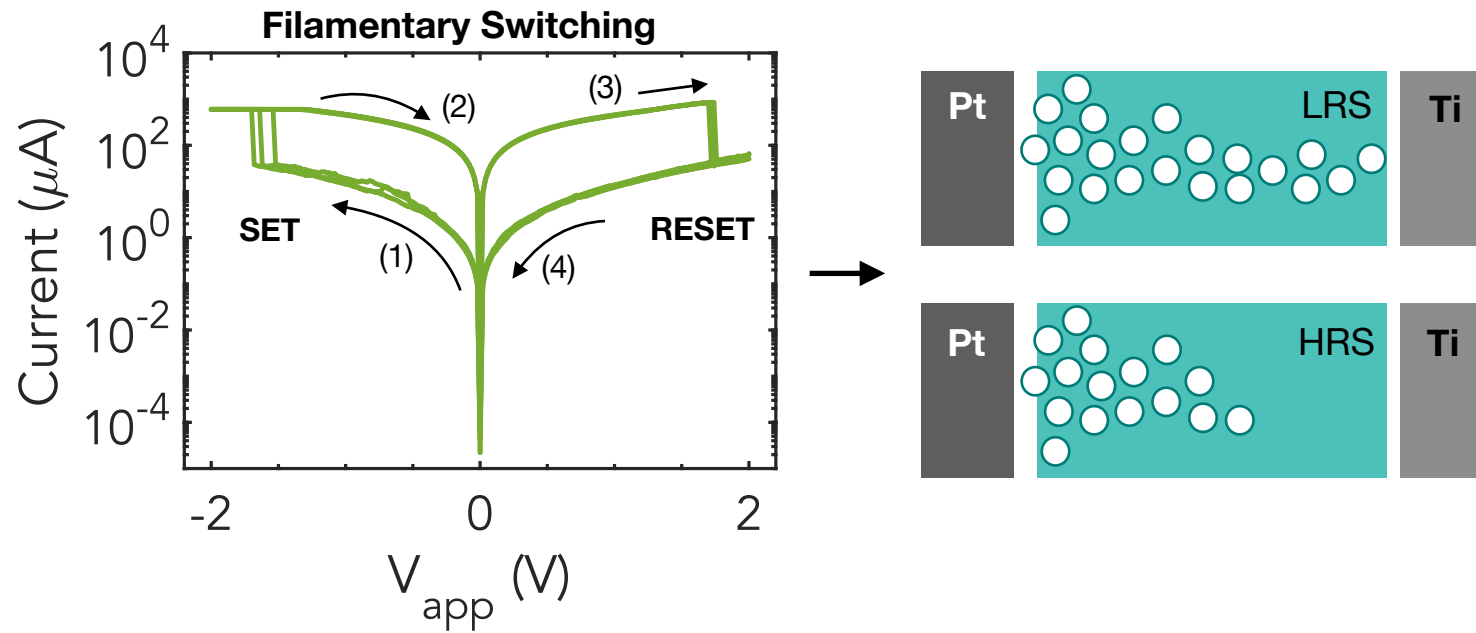 Filamentary Switching
10^4
10^2
10^0
10^-2
10^-4
Current (μA)
(1)
(2)
(3)
(4)
SET
RESET
-2
0
2
V_app (V)
Pt
LRS
Ti
Pt
HRS
Ti